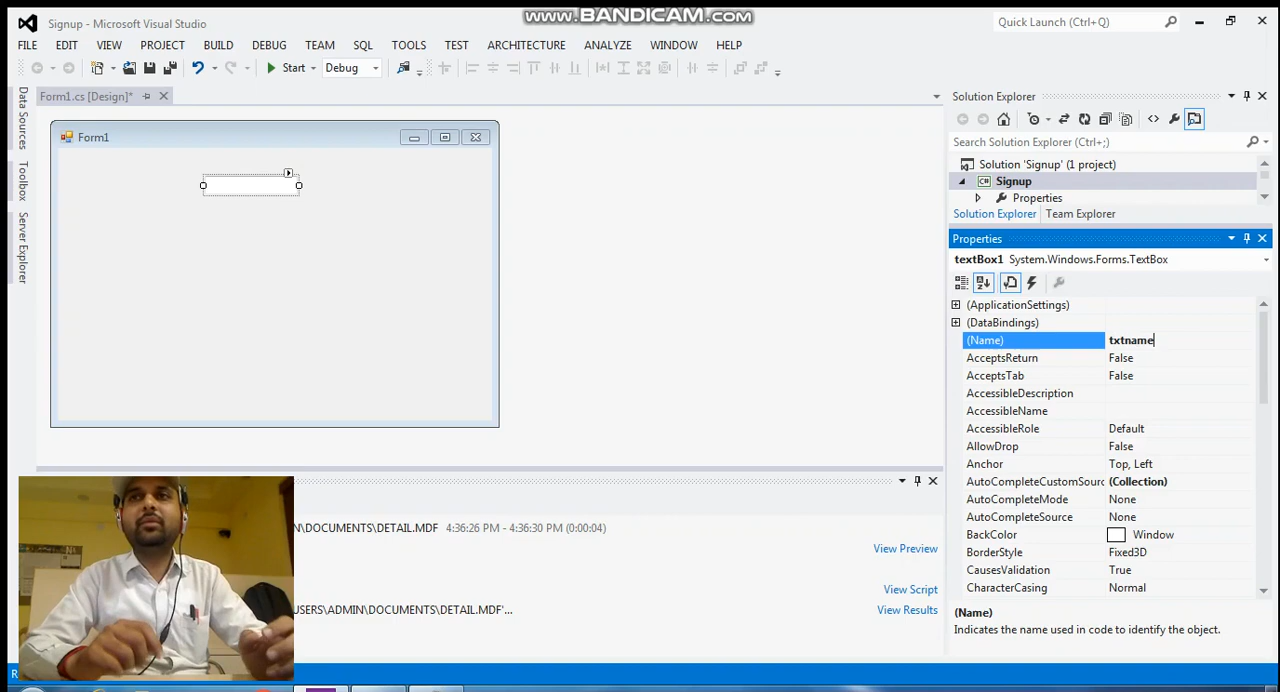 www.BANDICAM.com
Signup - Microsoft Visual Studio
Quick Launch (Ctrl+Q)
FILE EDIT VIEW PROJECT BUILD DEBUG TEAM SQL TOOLS TEST ARCHITECTURE ANALYZE WINDOW HELP
Start Debug
Form1.cs [Design]*
Data Sources
Toolbox
Server Explorer
Form1
Solution Explorer
Search Solution Explorer (Ctrl+;)
Solution 'Signup' (1 project)
C# Signup
Properties
Solution Explorer Team Explorer
Properties
textBox1 System.Windows.Forms.TextBox
(ApplicationSettings)
(DataBindings)
(Name) txtname
AcceptsReturn False
AcceptsTab False
AccessibleDescription
AccessibleName
AccessibleRole Default
AllowDrop False
Anchor Top, Left
AutoCompleteCustomSourc (Collection)
AutoCompleteMode None
AutoCompleteSource None
BackColor Window
BorderStyle Fixed3D
CausesValidation True
CharacterCasing Normal
(Name)
Indicates the name used in code to identify the object.
N\DOCUMENTS\DETAIL.MDF 4:36:26 PM - 4:36:30 PM (0:00:04)
View Preview
View Script
USERS\ADMIN\DOCUMENTS\DETAIL.MDF'...
View Results
R